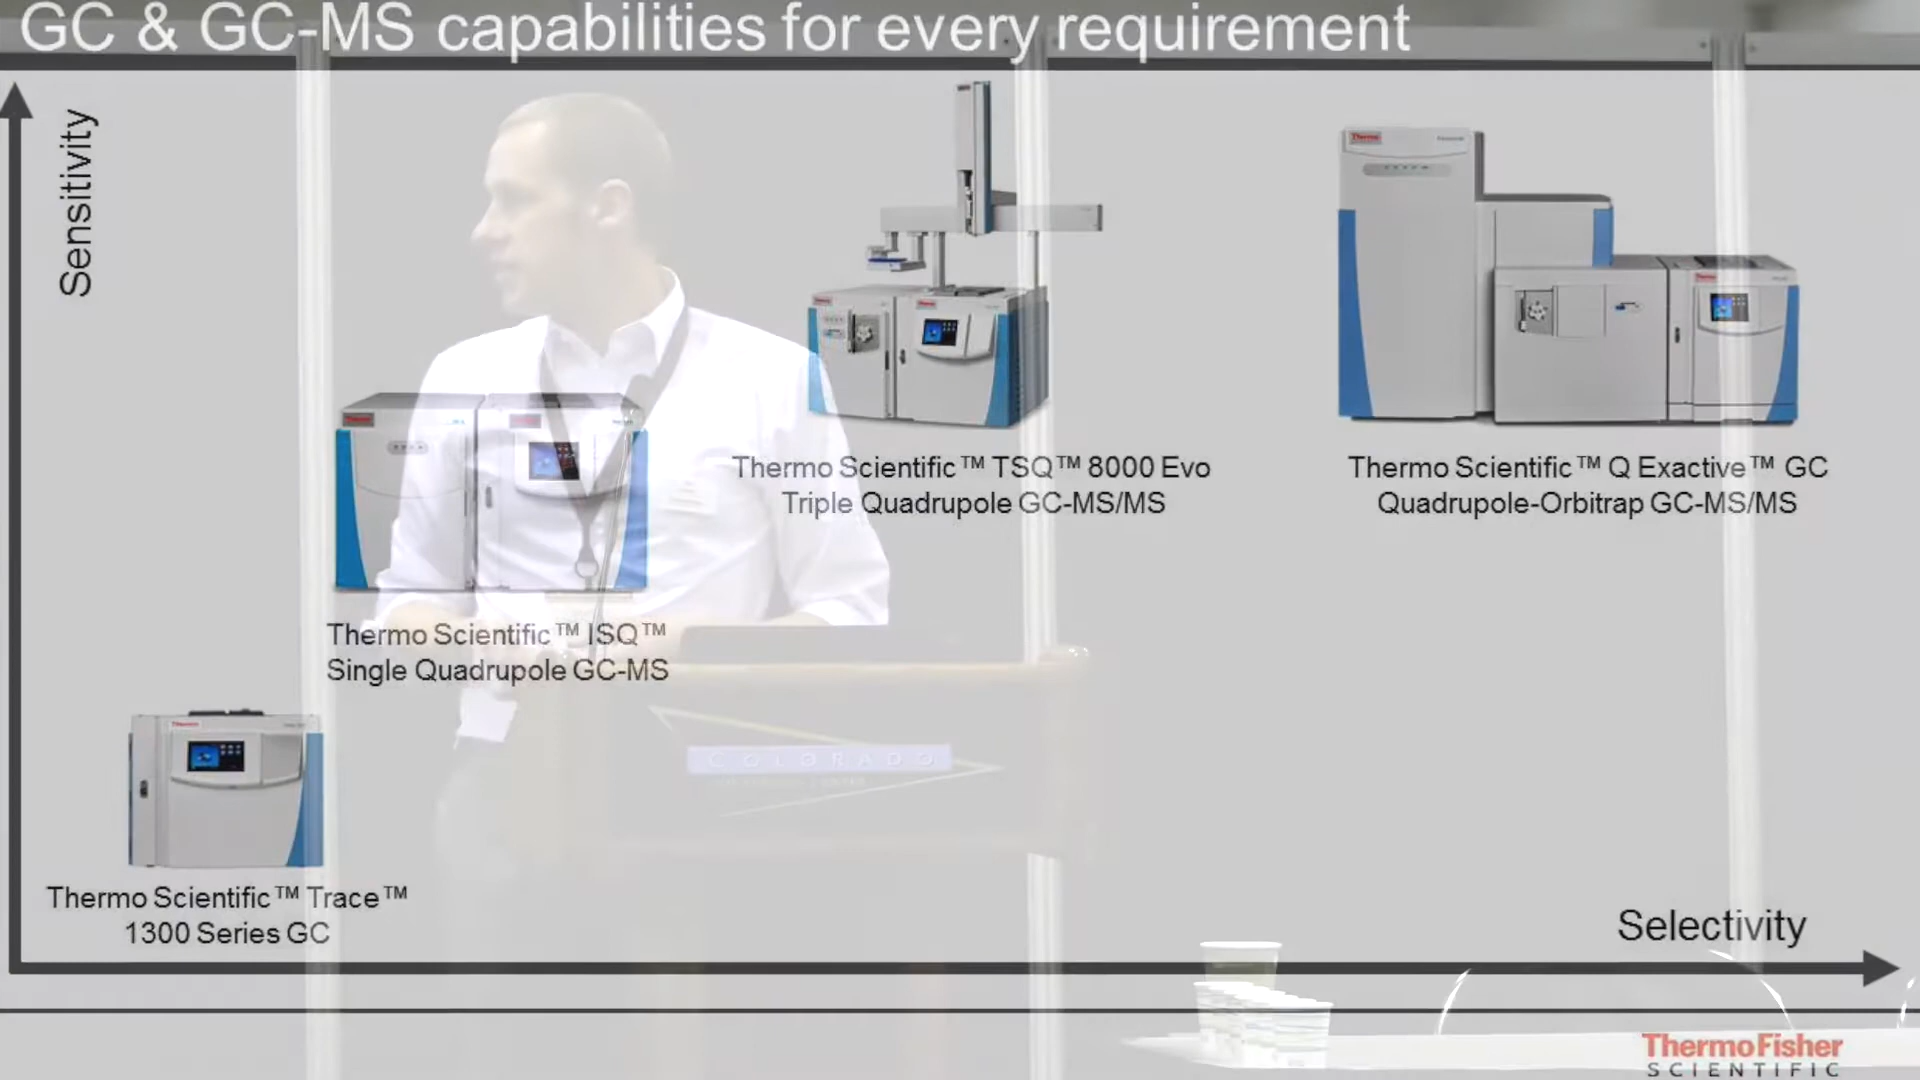 GC & GC-MS capabilities for every requirement
Sensitivity
Thermo Scientific™ TSQ™ 8000 Evo
Triple Quadrupole GC-MS/MS
Thermo Scientific™ Q Exactive™ GC
Quadrupole-Orbitrap GC-MS/MS
Thermo Scientific™ ISQ™
Single Quadrupole GC-MS
COLORADO
Thermo Scientific™ Trace™
1300 Series GC
Selectivity
ThermoFisher
SCIENTIFIC